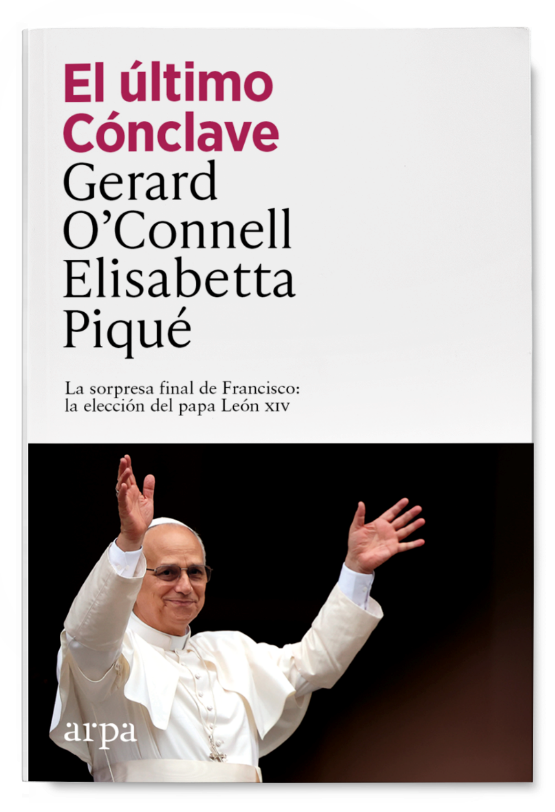 El último
Cónclave
Gerard
O’Connell
Elisabetta
Piqué
La sorpresa final de Francisco:
la elección del papa León XIV
arpa